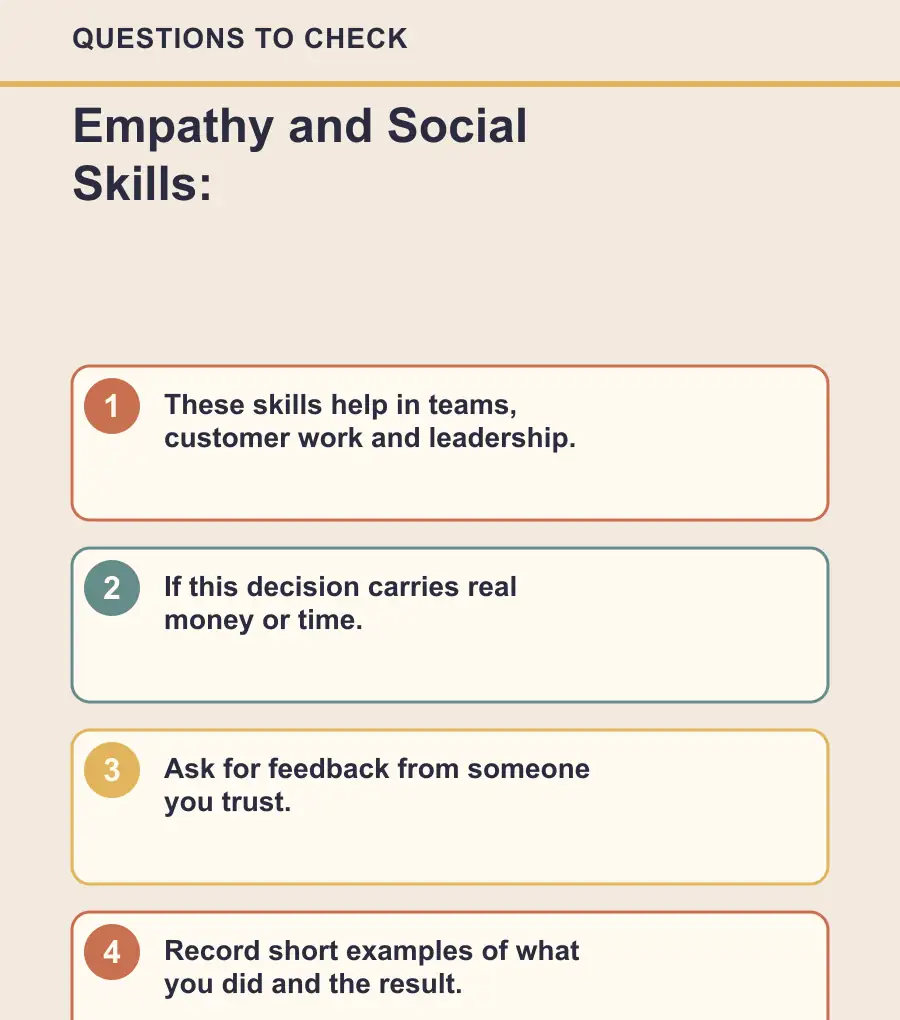 QUESTIONS TO CHECK
Empathy and Social
Skills:
1
These skills help in teams,
customer work and leadership.
2
If this decision carries real
money or time.
3
Ask for feedback from someone
you trust.
4
Record short examples of what
you did and the result.